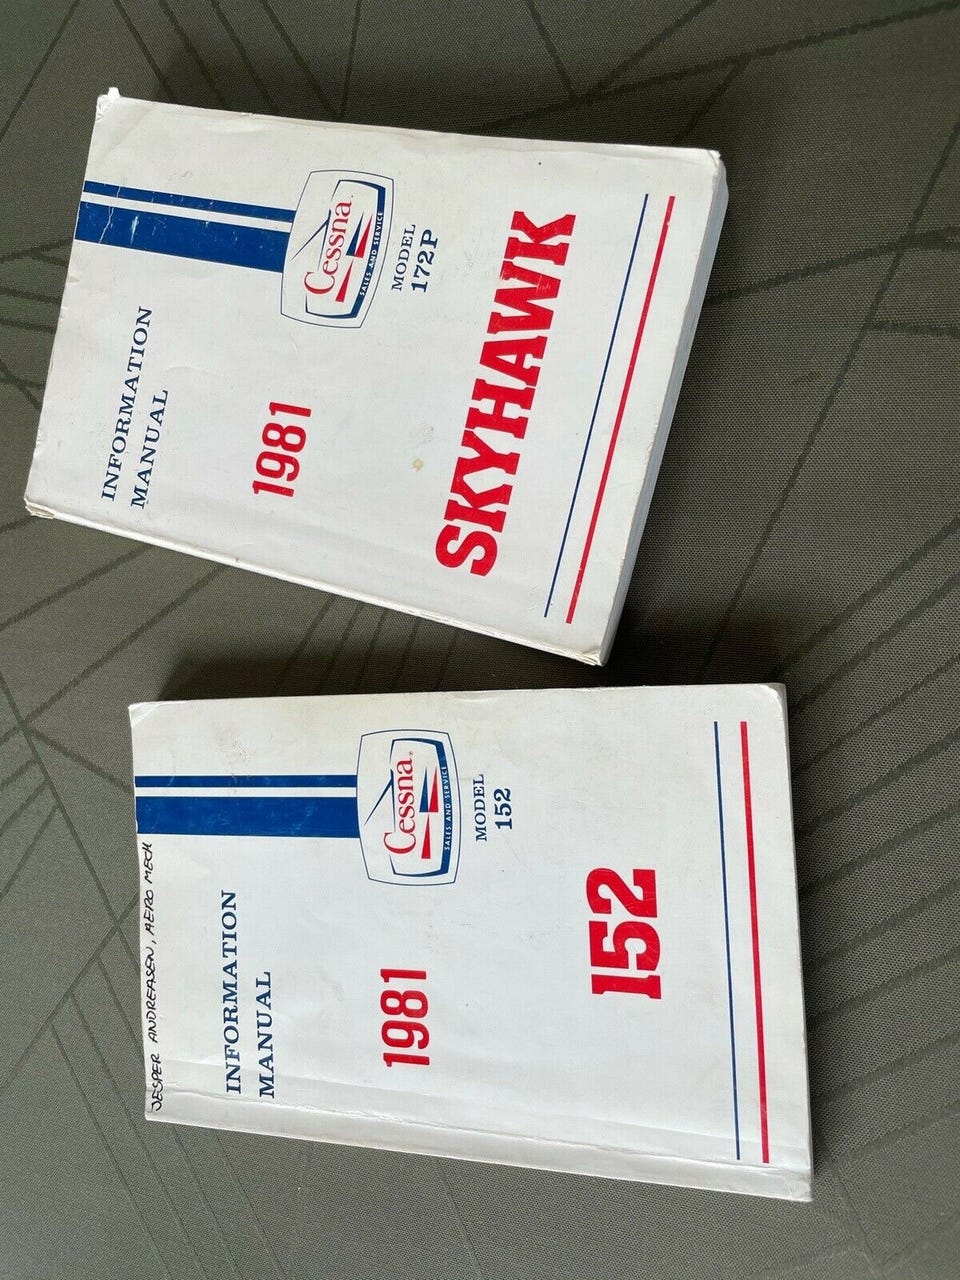 INFORMATION
MANUAL
1981
Cessna
SALES AND SERVICE
MODEL
172P
SKYHAWK
JESPER ANDREASEN, AERO MECH
INFORMATION
MANUAL
1981
Cessna
SALES AND SERVICE
MODEL
152
152